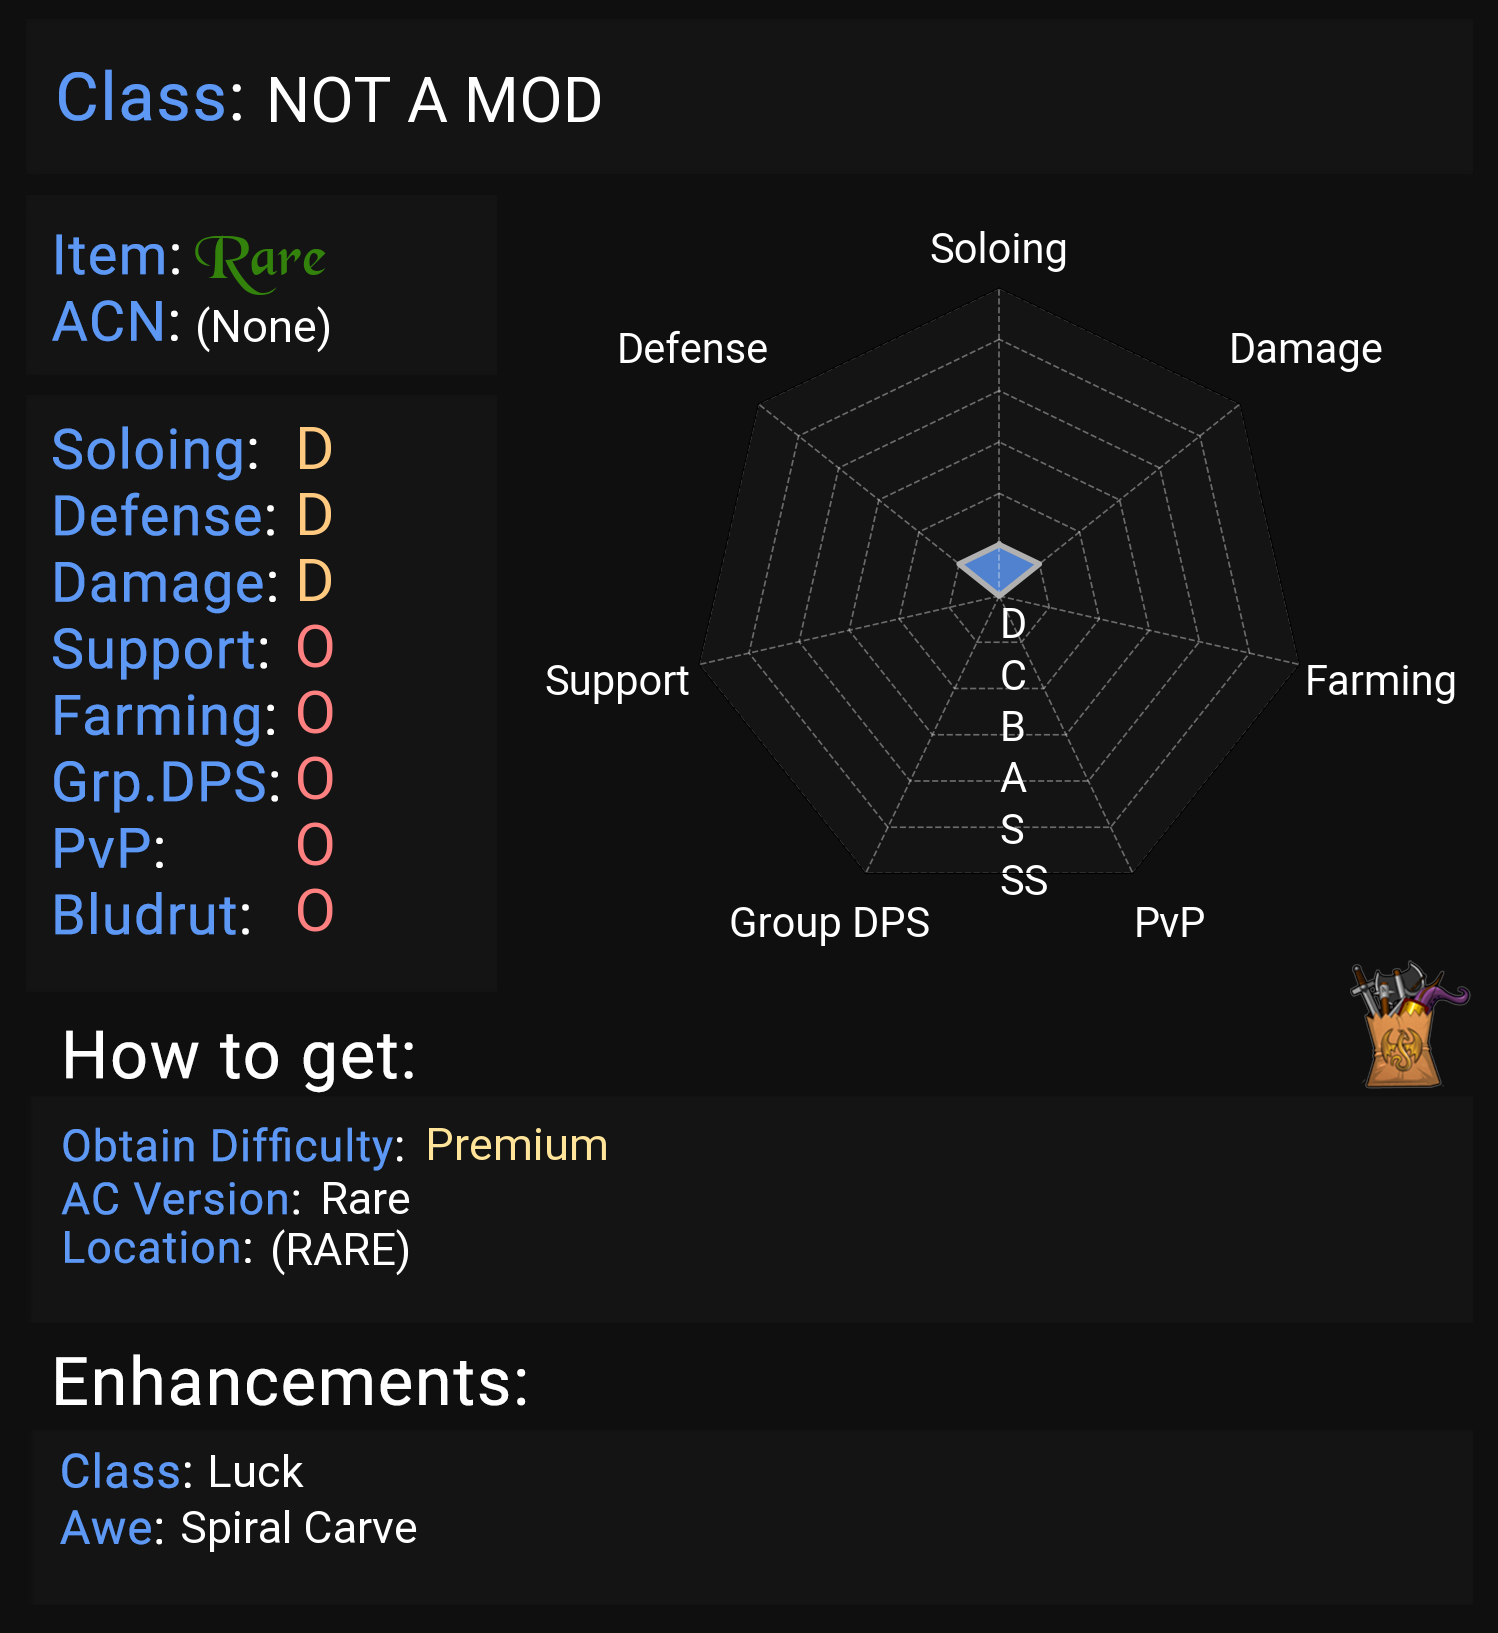 Class: NOT A MOD
Item: Rare
ACN: (None)
Soloing: D
Defense: D
Damage: D
Support: O
Farming: O
Grp.DPS: O
PvP: O
Bludrut: O
Soloing
Defense
Damage
Support
Farming
Group DPS
PvP
D
C
B
A
S
SS
How to get:
Obtain Difficulty: Premium
AC Version: Rare
Location: (RARE)
Enhancements:
Class: Luck
Awe: Spiral Carve